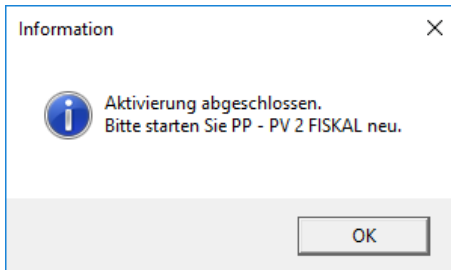 Information
Aktivierung abgeschlossen.
Bitte starten Sie PP - PV 2 FISKAL neu.
OK